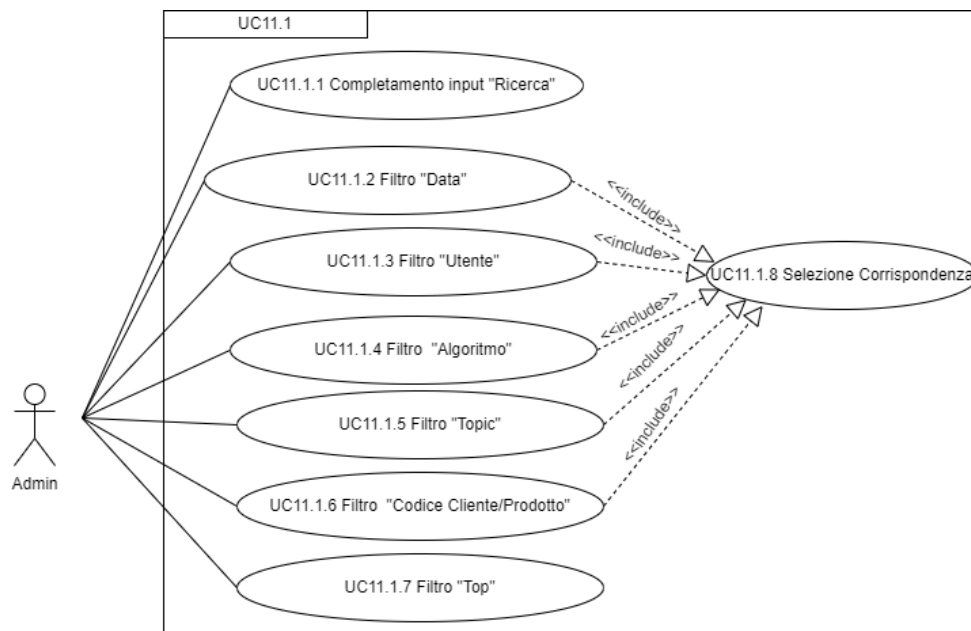 UC11.1
UC11.1.1 Completamento input "Ricerca"
UC11.1.2 Filtro "Data"
<<include>>
UC11.1.3 Filtro "Utente"
<<include>>
UC11.1.8 Selezione Corrispondenza
UC11.1.4 Filtro "Algoritmo"
<<include>>
UC11.1.5 Filtro "Topic"
<<include>>
UC11.1.6 Filtro "Codice Cliente/Prodotto"
<<include>>
UC11.1.7 Filtro "Top"
Admin